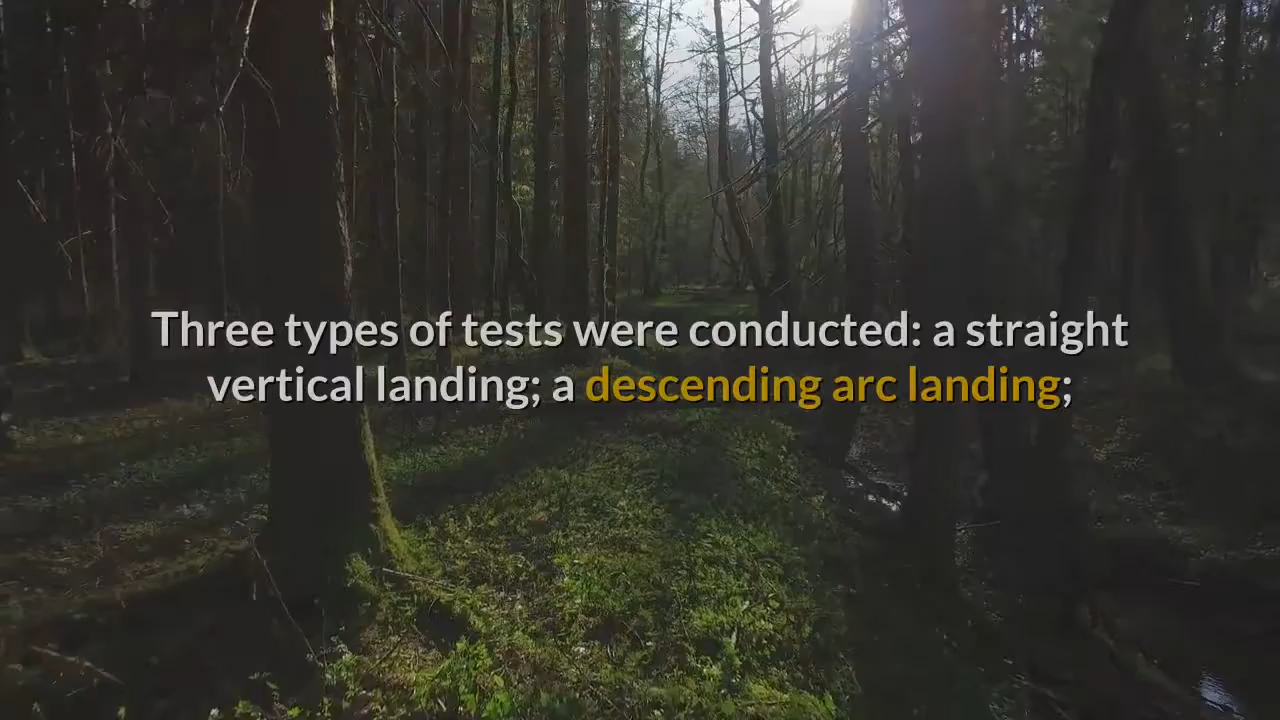 Three types of tests were conducted: a straight
vertical landing; a descending arc landing;